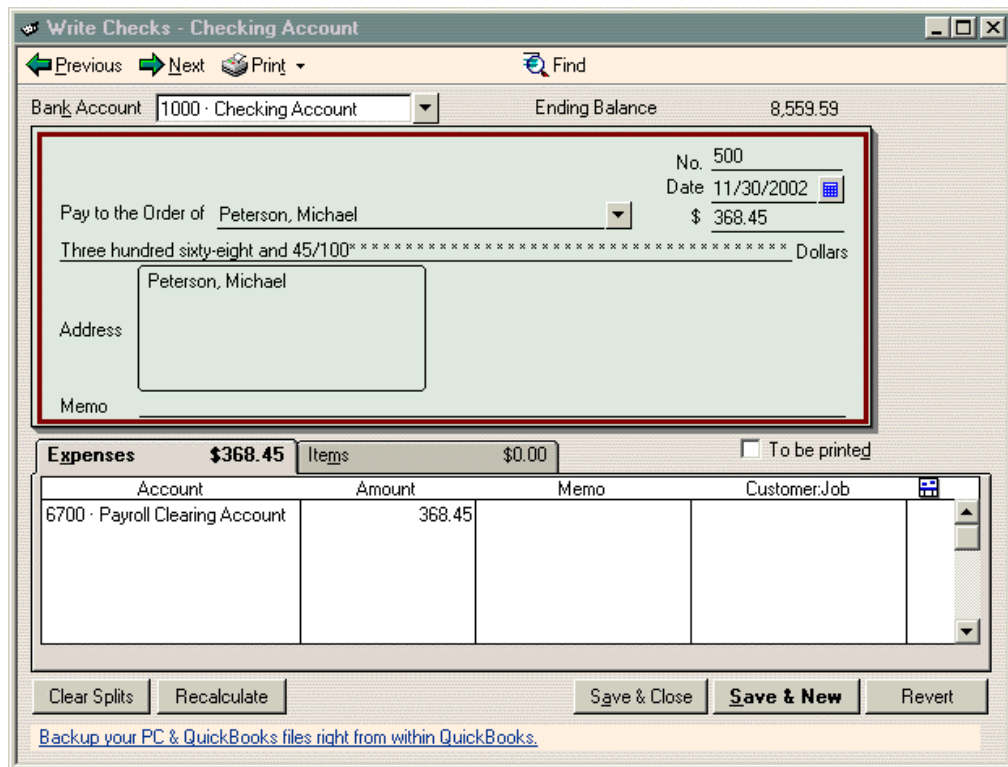 Write Checks - Checking Account
Previous Next Print Find
Bank Account 1000 · Checking Account Ending Balance 8,559.59
No. 500
Date 11/30/2002
Pay to the Order of Peterson, Michael $ 368.45
Three hundred sixty-eight and 45/100* * * * * * * * * * * * * * * * * * * * * * * * * * * * * * * * * * * * * * * * Dollars
Peterson, Michael
Address
Memo
Expenses $368.45 Items $0.00 To be printed
Account Amount Memo Customer:Job
6700 · Payroll Clearing Account 368.45
Clear Splits Recalculate Save & Close Save & New Revert
Backup your PC & QuickBooks files right from within QuickBooks.